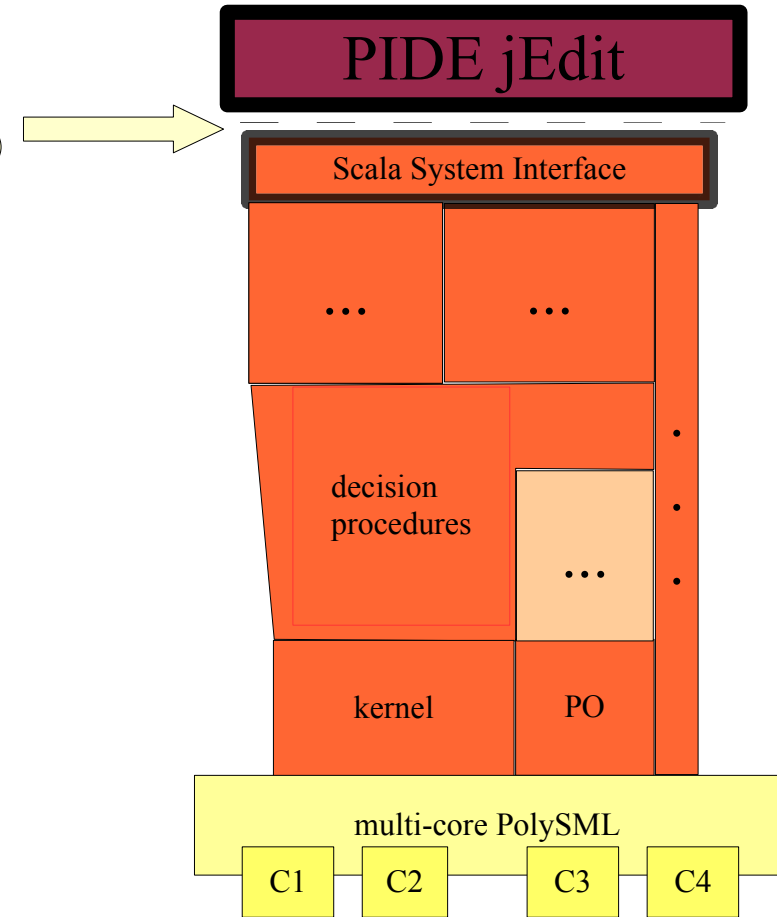 PIDE jEdit
)
Scala System Interface
... ...
decision
procedures
...
kernel PO
multi-core PolySML
C1 C2 C3 C4